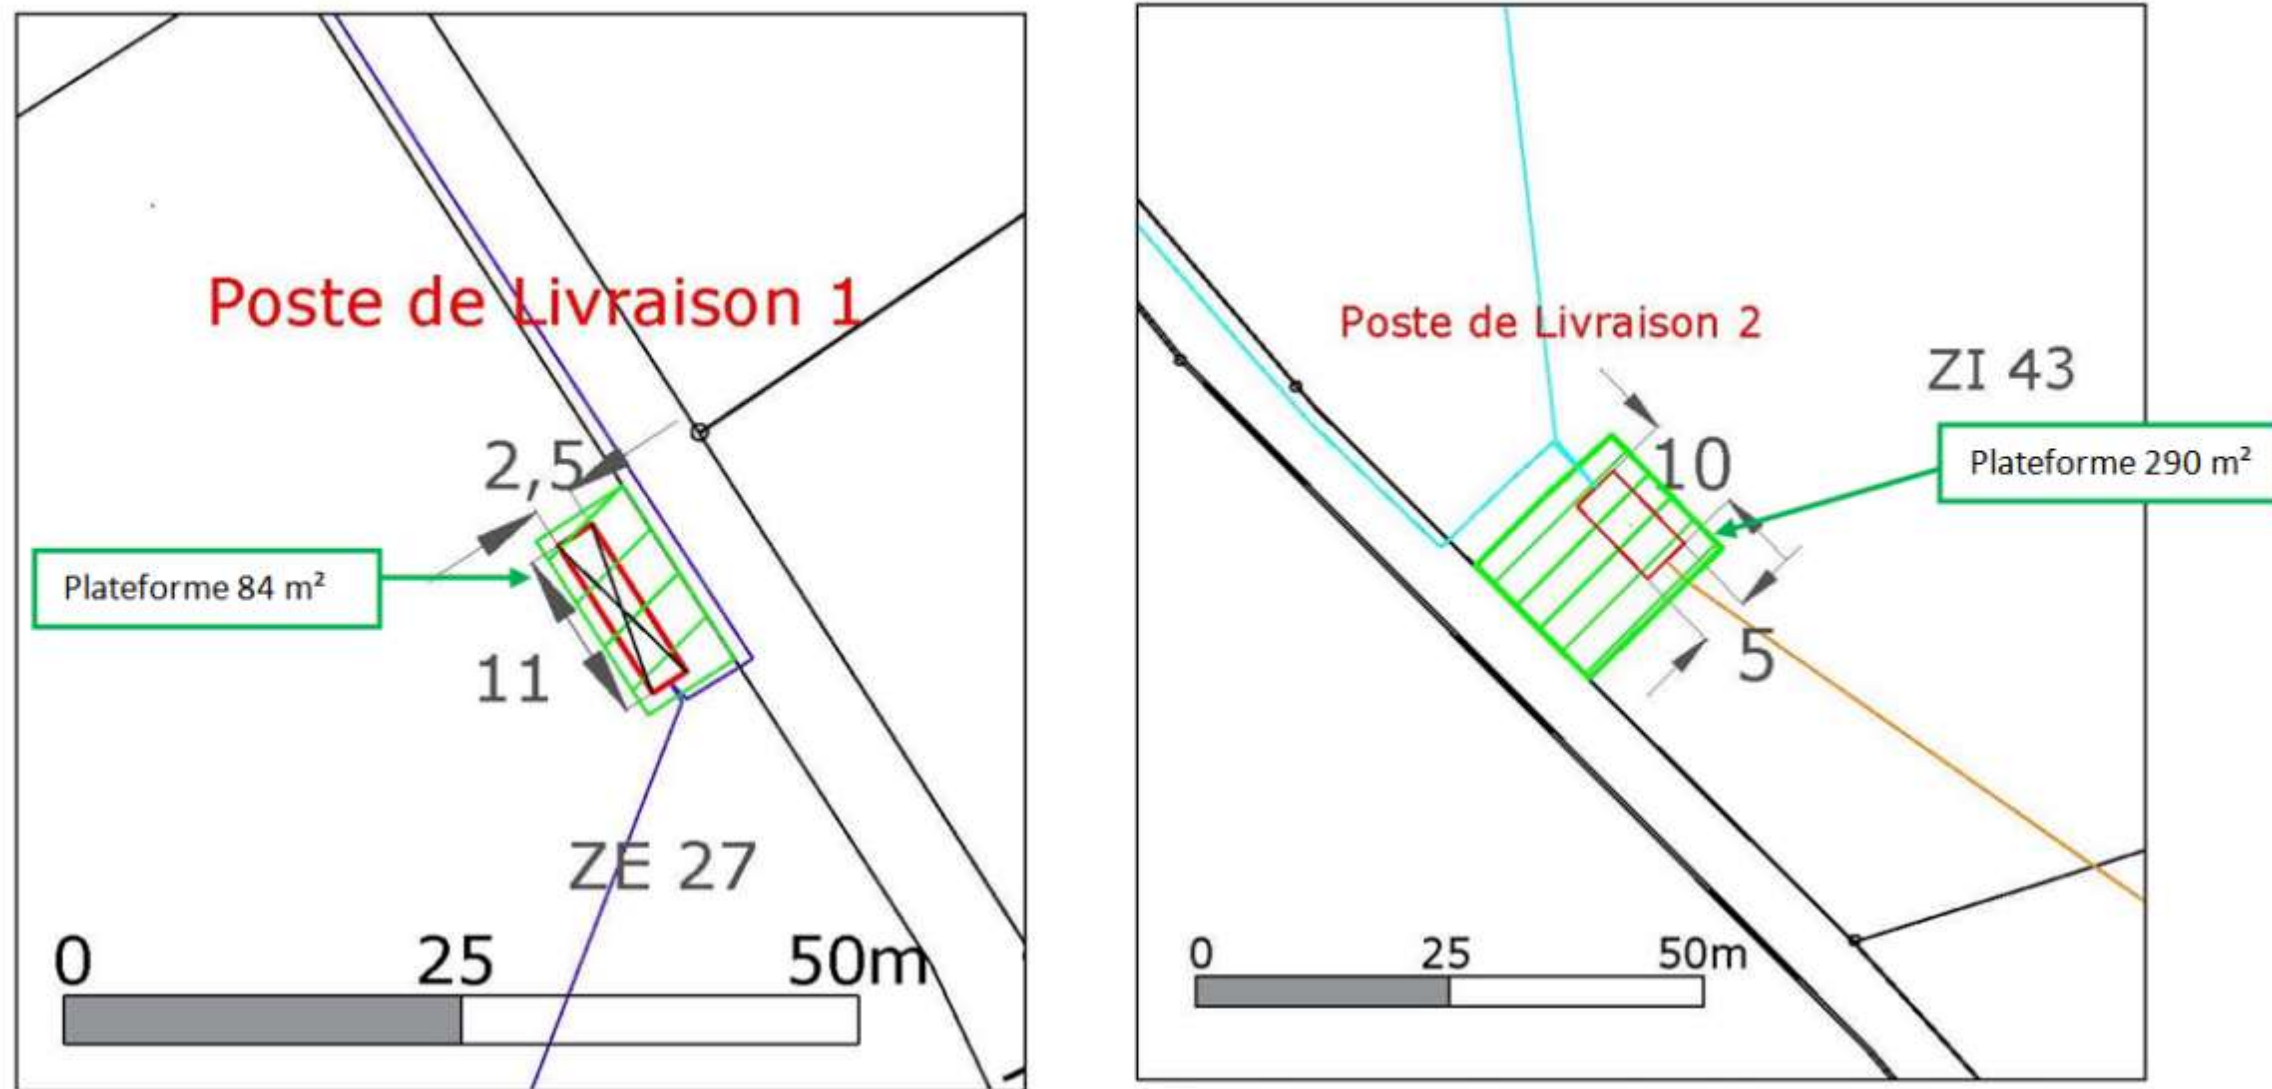 Poste de Livraison 1
2,5
Plateforme 84 m²
11
ZE 27
0 25 50m
Poste de Livraison 2
ZI 43
10
Plateforme 290 m²
5
0 25 50m